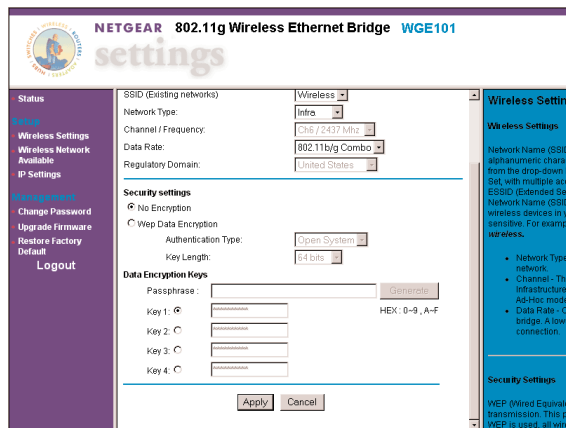 NETGEAR 802.11g Wireless Ethernet Bridge WGE101
settings
Status
Setup
Wireless Settings
Wireless Network
Available
IP Settings
Management
Change Password
Upgrade Firmware
Restore Factory
Default
Logout
SSID (Existing networks) Wireless
Network Type: Infra.
Channel / Frequency: Ch6 / 2437 Mhz
Data Rate: 802.11b/g Combo
Regulatory Domain: United States
Security settings
No Encryption
Wep Data Encryption
Authentication Type: Open System
Key Length: 64 bits
Data Encryption Keys
Passphrase : Generate
Key 1: ********** HEX : 0~9 , A~F
Key 2: **********
Key 3: **********
Key 4: **********
Apply Cancel
Wireless Settin
Wireless Settings
Network Name (SSID
alphanumeric chara
from the drop-down
Set, with multiple ac
ESSID (Extended Se
Network Name (SSID
wireless devices in y
sensitive. For examp
wireless.
Network Type
network.
Channel - Th
Infrastructure
Ad-Hoc mode
Data Rate - C
bridge. A low
connection.
Security Settings
WEP (Wired Equivale
transmission. This p
WEP is used, all wire